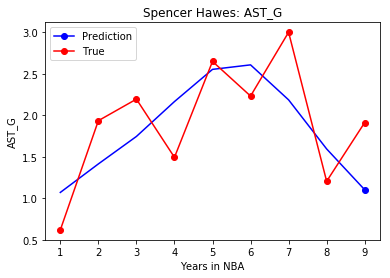 Spencer Hawes: AST_G
Prediction
True
AST_G
3.0
2.5
2.0
1.5
1.0
0.5
1 2 3 4 5 6 7 8 9
Years in NBA